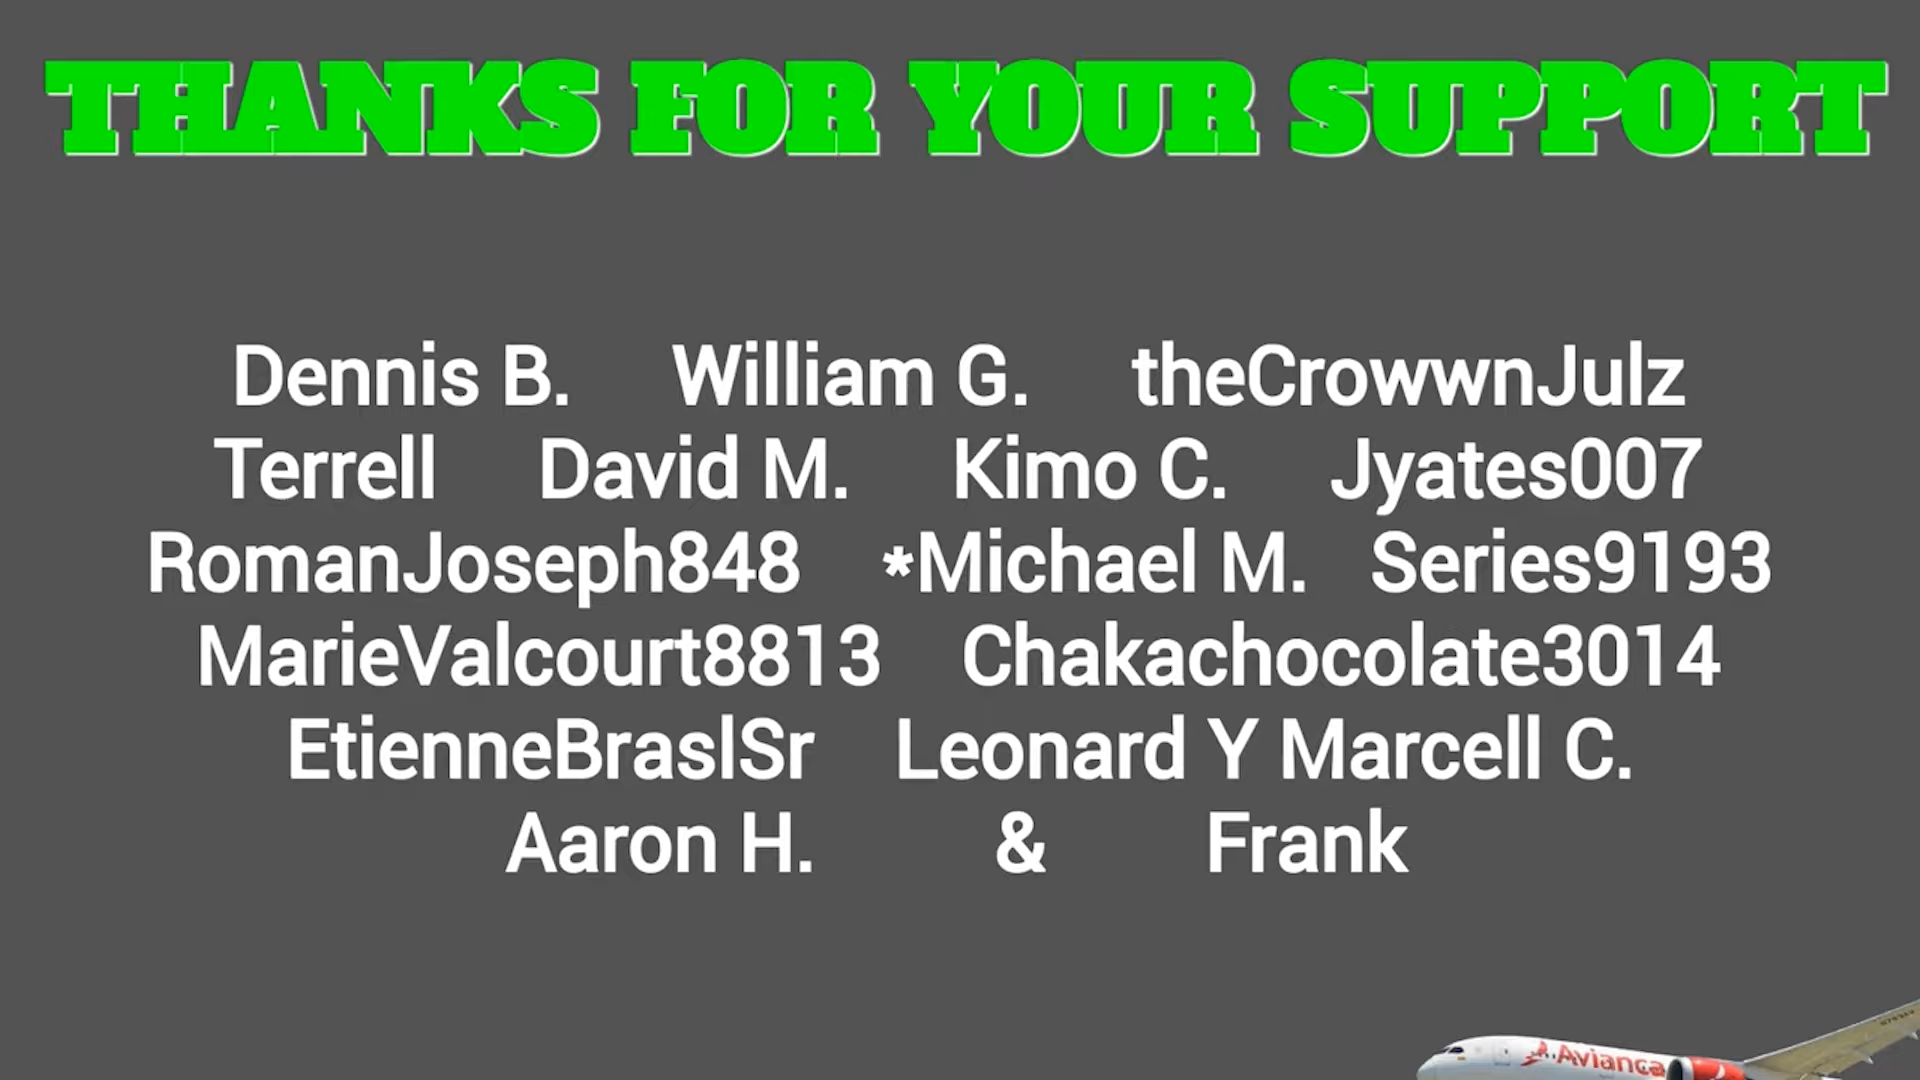 THANKS FOR YOUR SUPPORT
Dennis B. William G. theCrowwnJulz
Terrell David M. Kimo C. Jyates007
RomanJoseph848 *Michael M. Series9193
MarieValcourt8813 Chakachocolate3014
EtienneBraslSr Leonard Y Marcell C.
Aaron H. & Frank
Avianca